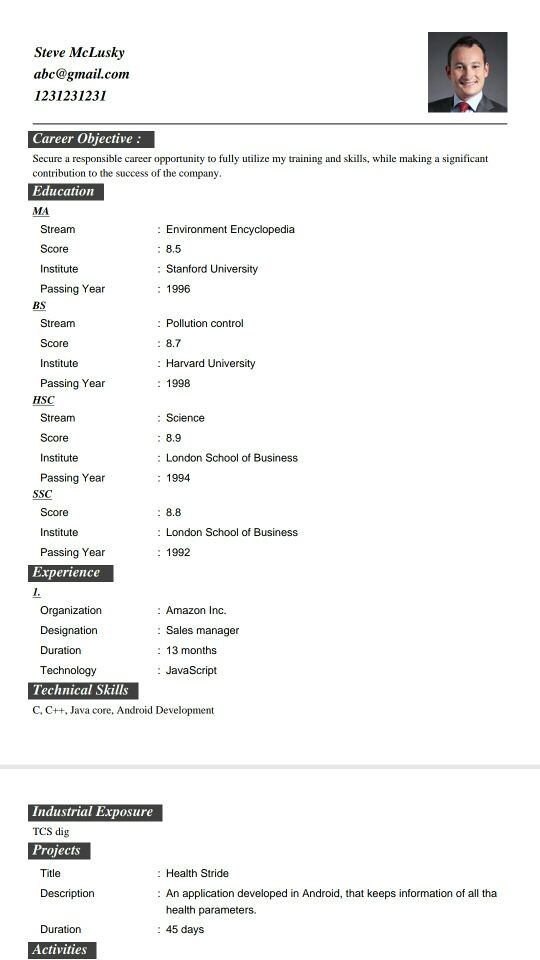 Steve McLusky
abc@gmail.com
1231231231
Career Objective :
Secure a responsible career opportunity to fully utilize my training and skills, while making a significant
contribution to the success of the company.
Education
MA
Stream : Environment Encyclopedia
Score : 8.5
Institute : Stanford University
Passing Year : 1996
BS
Stream : Pollution control
Score : 8.7
Institute : Harvard University
Passing Year : 1998
HSC
Stream : Science
Score : 8.9
Institute : London School of Business
Passing Year : 1994
SSC
Score : 8.8
Institute : London School of Business
Passing Year : 1992
Experience
1.
Organization : Amazon Inc.
Designation : Sales manager
Duration : 13 months
Technology : JavaScript
Technical Skills
C, C++, Java core, Android Development
Industrial Exposure
TCS dig
Projects
Title : Health Stride
Description : An application developed in Android, that keeps information of all tha
health parameters.
Duration : 45 days
Activities